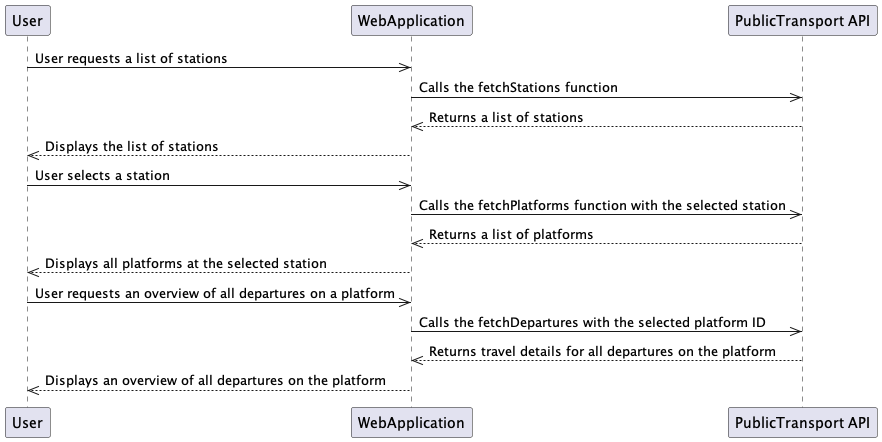 User
WebApplication
PublicTransport API
User requests a list of stations
Calls the fetchStations function
Returns a list of stations
Displays the list of stations
User selects a station
Calls the fetchPlatforms function with the selected station
Returns a list of platforms
Displays all platforms at the selected station
User requests an overview of all departures on a platform
Calls the fetchDepartures with the selected platform ID
Returns travel details for all departures on the platform
Displays an overview of all departures on the platform
User
WebApplication
PublicTransport API